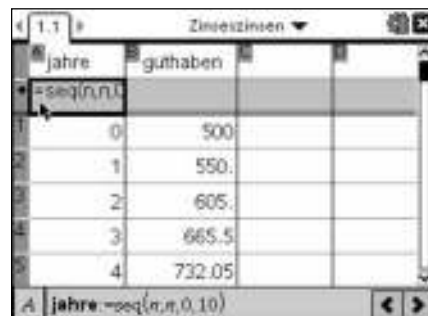 1.1 Zinseszinsen
A jahre B guthaben C D
=seq(n,n,0
1 0 500
2 1 550.
3 2 605.
4 3 665.5
5 4 732.05
A jahre:=seq(n,n,0,10)